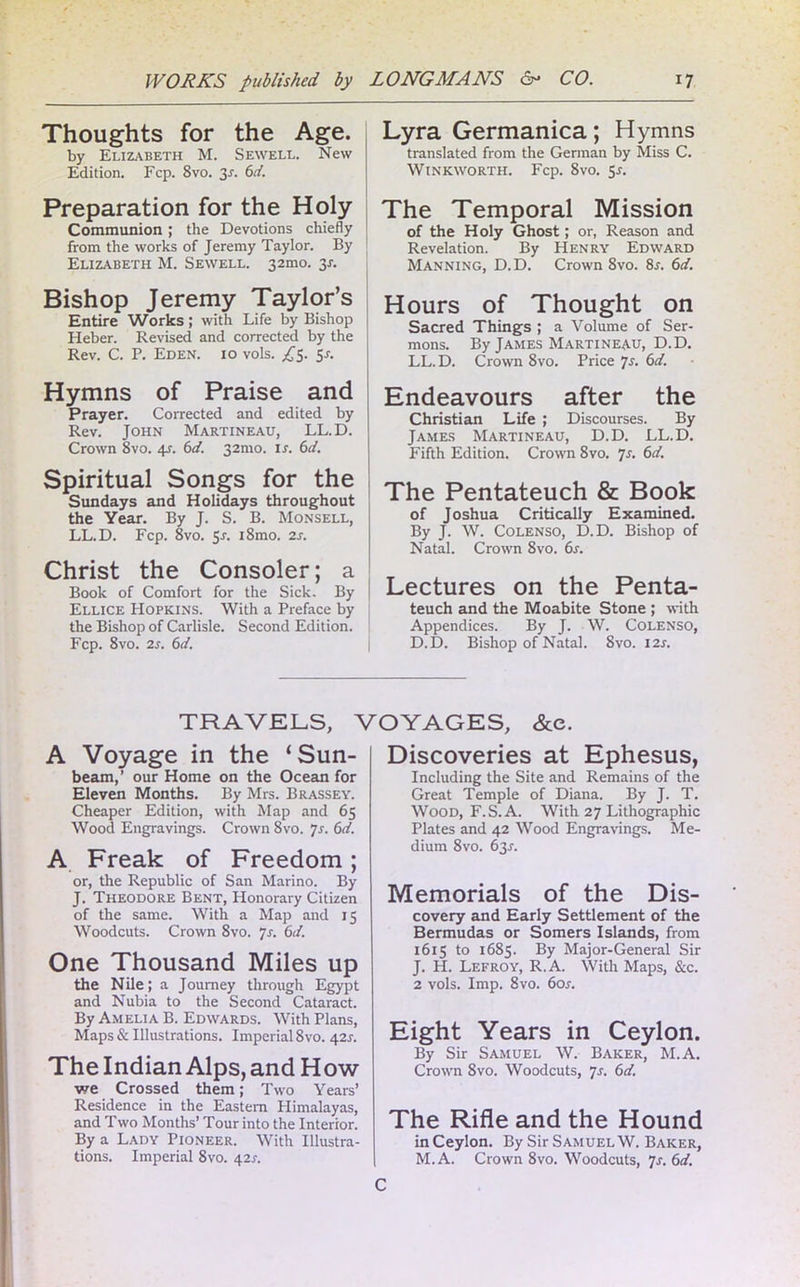 WORKS published by LONGMANS & CO. 17
Thoughts for the Age.
by ELIZABETH M. SEWELL. New
Edition. Fcp. 8vo. 3s. 6d.
Preparation for the Holy
Communion ; the Devotions chiefly
from the works of Jeremy Taylor. By
ELIZABETH M. SEWELL. 32mo. 3s.
Bishop Jeremy Taylor's
Entire Works ; with Life by Bishop
Heber. Revised and corrected by the
Rev. C. P. EDEN. 10 vols. £5. 5s.
Hymns of Praise and
Prayer. Corrected and edited by
Rev. JOHN MARTINEAU, LL.D.
Crown 8vo. 4s. 6d. 32mo. 1s. 6d.
Spiritual Songs for the
Sundays and Holidays throughout
the Year. By J. S. B. MONSELL,
LL.D. Fcp. 8vo. 5s. 18mo. 2s.
Christ the Consoler; a
Book of Comfort for the Sick. By
ELLICE HOPKINS. With a Preface by
the Bishop of Carlisle. Second Edition.
Fcp. 8vo. 2s. 6d.
Lyra Germanica ; Hymns
translated from the German by Miss C.
WINKWORTH. Fcp. 8vo. 5s.
The Temporal Mission
of the Holy Ghost ; or, Reason and
Revelation. By HENRY EDWARD
MANNING, D.D. Crown 8vo. 8s. 6d.
Hours of Thought on
Sacred Things ; a Volume of Ser-
mons. By JAMES MARTINEAU, D.D.
LL.D. Crown 8vo. Price 7s. 6d.
Endeavours after the
Christian Life ; Discourses. By
JAMES MARTINEAU, D.D. LL.D.
Fifth Edition. Crown 8vo. 7s. 6d.
The Pentateuch & Book
of Joshua Critically Examined.
By J. W. COLENSO, D.D. Bishop of
Natal. Crown 8vo. 6s.
Lectures on the Penta-
teuch and the Moabite Stone ; with
Appendices. By J. W. COLENSO,
D.D. Bishop of Natal. 8vo. 12s.
TRAVELS, VOYAGES, &c.
A Voyage in the 'Sun-
beam,' our Home on the Ocean for
Eleven Months. By Mrs. BRASSEY.
Cheaper Edition, with Map and 65
Wood Engravings. Crown 8vo. 7s. 6d.
A Freak of Freedom ;
or, the Republic of San Marino. By
J. THEODORE BENT, Honorary Citizen
of the same. With a Map and 15
Woodcuts. Crown 8vo. 7s. 6d.
One Thousand Miles up
the Nile ; a Journey through Egypt
and Nubia to the Second Cataract.
By AMELIA B. EDWARDS. With Plans,
Maps & Illustrations. Imperial 8vo. 42s.
The Indian Alps, and How
we Crossed them ; Two Years'
Residence in the Eastern Himalayas,
and Two Months' Tour into the Interior.
By a LADY PIONEER. With Illustra-
tions. Imperial 8vo. 42s.
Discoveries at Ephesus,
Including the Site and Remains of the
Great Temple of Diana. By J. T.
WOOD, F.S.A. With 27 Lithographic
Plates and 42 Wood Engravings. Me-
dium 8vo. 63s.
Memorials of the Dis-
covery and Early Settlement of the
Bermudas or Somers Islands, from
1615 to 1685. By Major-General Sir
J. H. LEFROY, R.A. With Maps, &c.
2 vols. Imp. 8vo. 60s.
Eight Years in Ceylon.
By Sir SAMUEL W. BAKER, M.A.
Crown 8vo. Woodcuts, 7s. 6d.
The Rifle and the Hound
in Ceylon. By Sir SAMUEL W. BAKER,
M.A. Crown 8vo. Woodcuts, 7s. 6d.
C